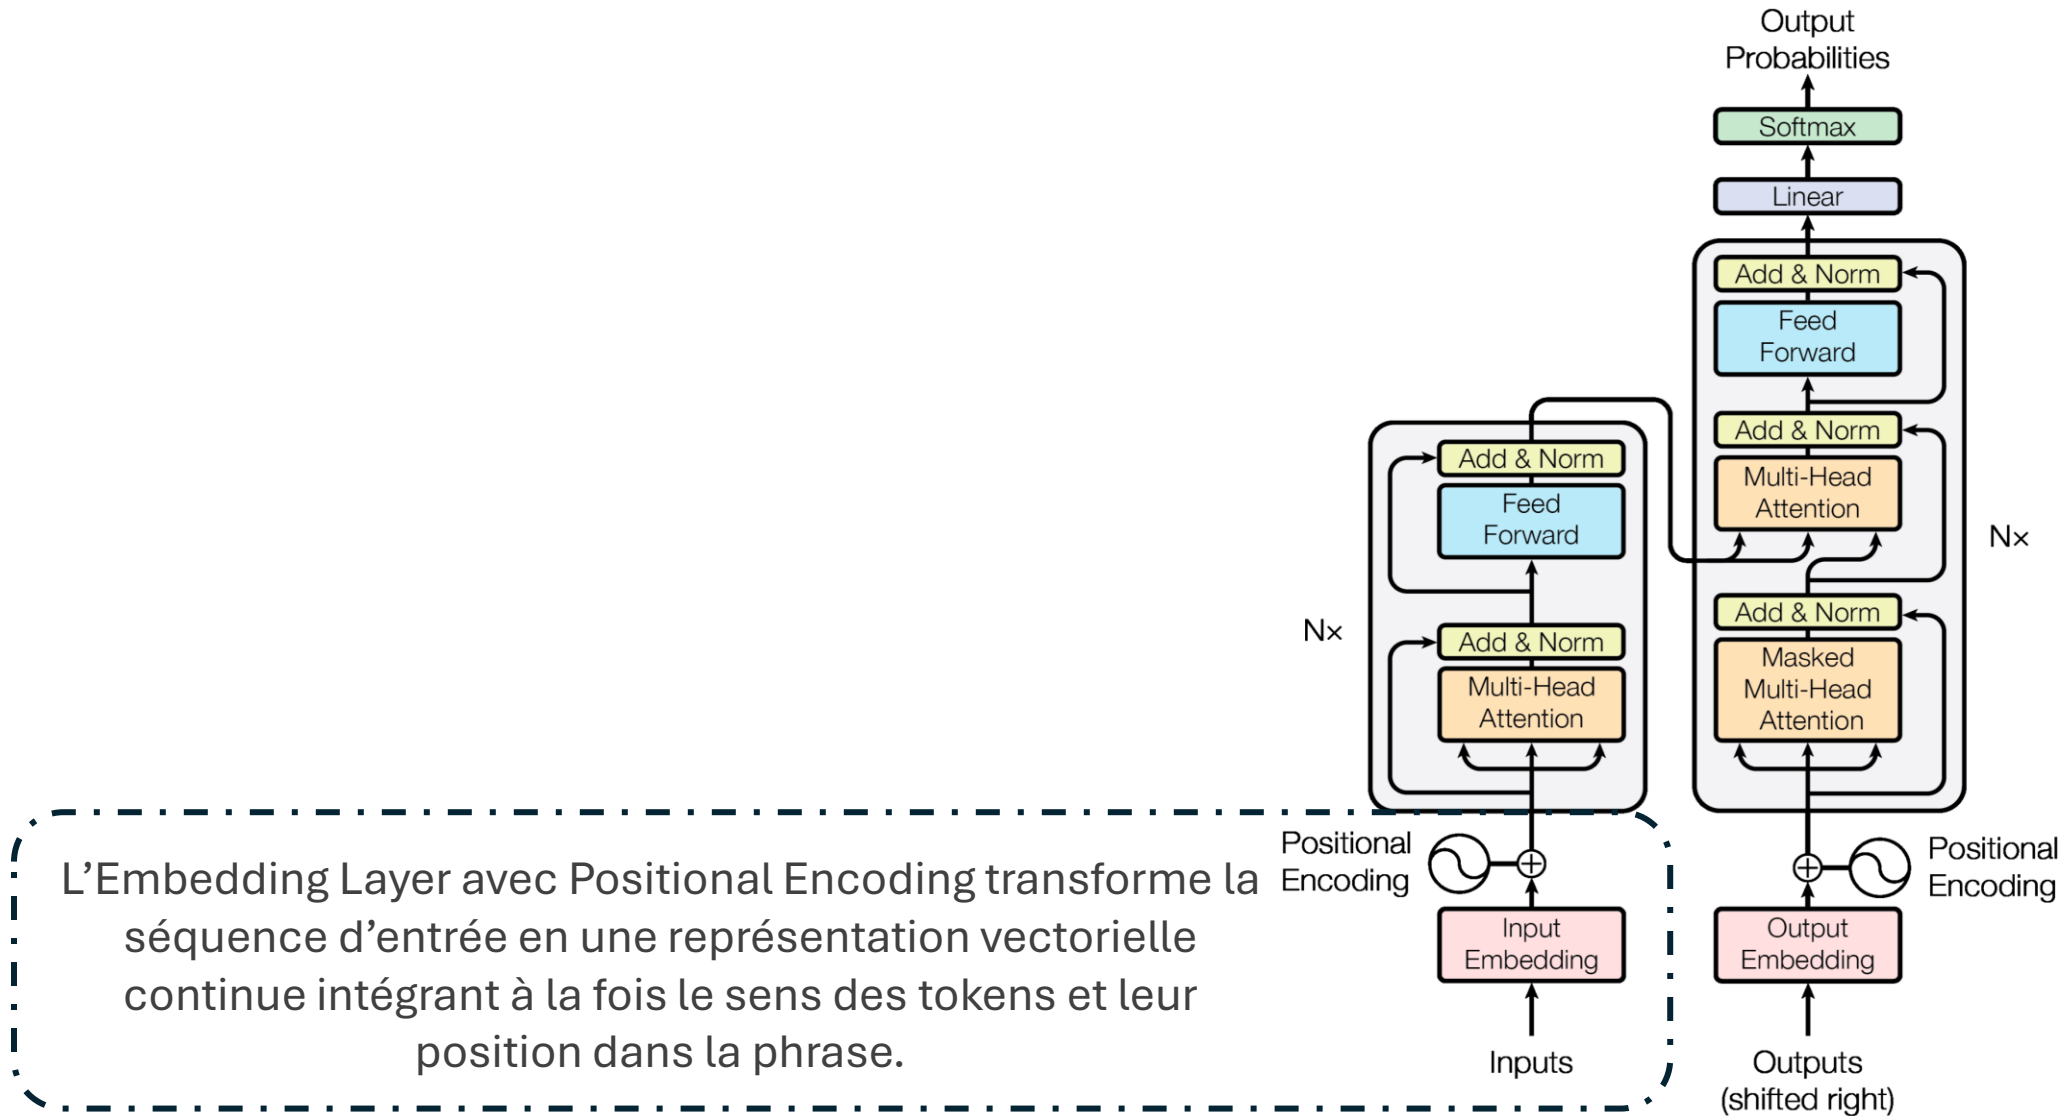 Output
Probabilities
Softmax
Linear
Add & Norm
Feed
Forward
Add & Norm
Multi-Head
Attention
Nx
Add & Norm
Masked
Multi-Head
Attention
Add & Norm
Feed
Forward
Nx
Add & Norm
Multi-Head
Attention
Positional
Encoding
Positional
Encoding
L’Embedding Layer avec Positional Encoding transforme la
séquence d’entrée en une représentation vectorielle
continue intégrant à la fois le sens des tokens et leur
position dans la phrase.
Input
Embedding
Output
Embedding
Inputs
Outputs
(shifted right)